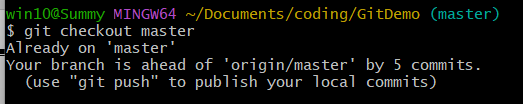 win10@Summy MINGW64 ~/Documents/coding/GitDemo (master)
$ git checkout master
Already on 'master'
Your branch is ahead of 'origin/master' by 5 commits.
  (use "git push" to publish your local commits)